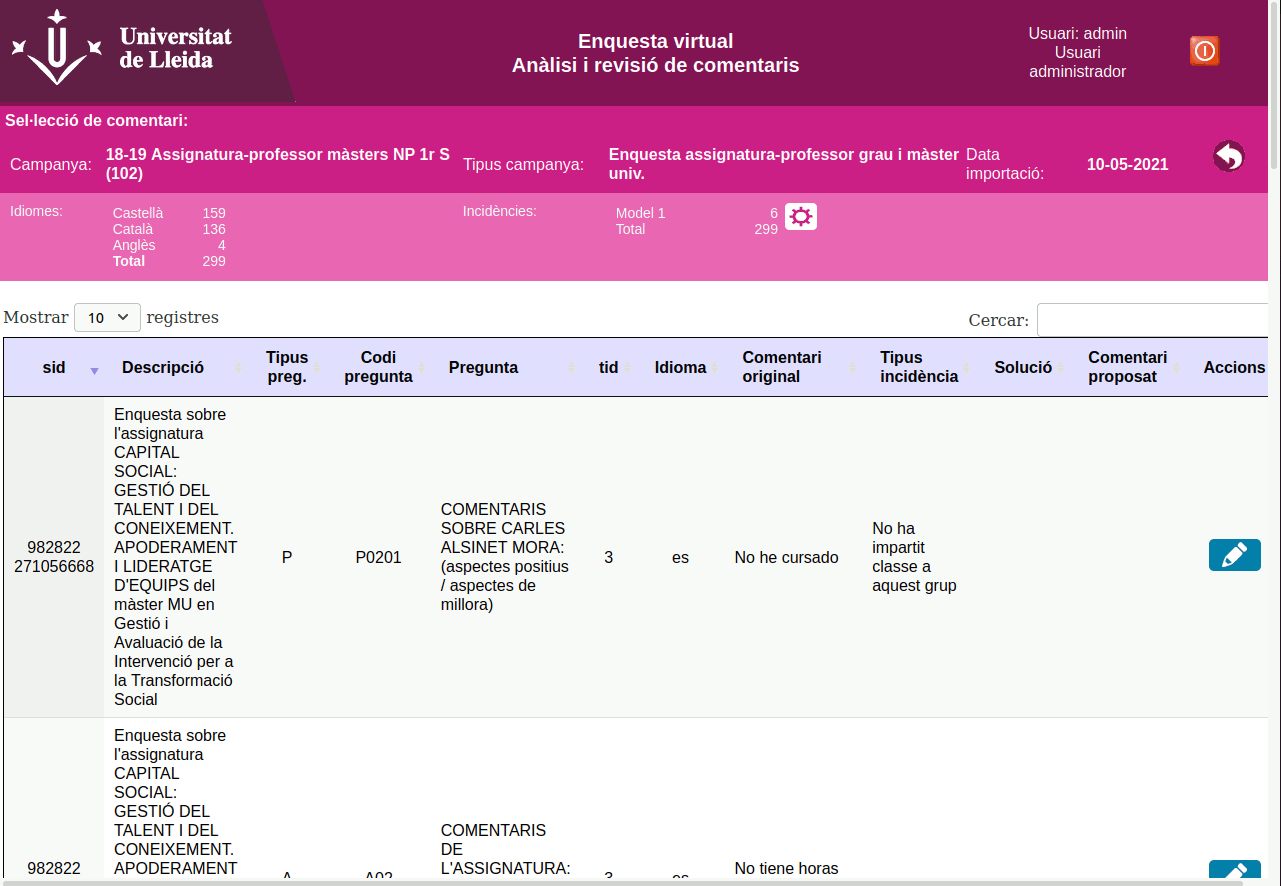 Universitat
de Lleida
Enquesta virtual
Anàlisi i revisió de comentaris
Usuari: admin
Usuari
administrador
Sel·lecció de comentari:
Campanya: 18-19 Assignatura-professor màsters NP 1r S (102) Tipus campanya: Enquesta assignatura-professor grau i màster univ. Data importació: 10-05-2021
Idiomes:
Castellà 159
Català 136
Anglès 4
Total 299
Incidències:
Model 1 6
Total 299
Mostrar 10 registres
Cercar:
sid Descripció Tipus preg. Codi pregunta Pregunta tid Idioma Comentari original Tipus incidència Solució Comentari proposat Accions
982822
271056668
Enquesta sobre
l'assignatura
CAPITAL
SOCIAL:
GESTIÓ DEL
TALENT I DEL
CONEIXEMENT.
APODERAMENT
I LIDERATGE
D'EQUIPS del
màster MU en
Gestió i
Avaluació de la
Intervenció per a
la Transformació
Social
P
P0201
COMENTARIS
SOBRE CARLES
ALSINET MORA:
(aspectes positius
/ aspectes de
millora)
3
es
No he cursado
No ha
impartit
classe a
aquest grup
982822
Enquesta sobre
l'assignatura
CAPITAL
SOCIAL:
GESTIÓ DEL
TALENT I DEL
CONEIXEMENT.
APODERAMENT
A
A02
COMENTARIS
DE
L'ASSIGNATURA:
3
es
No tiene horas